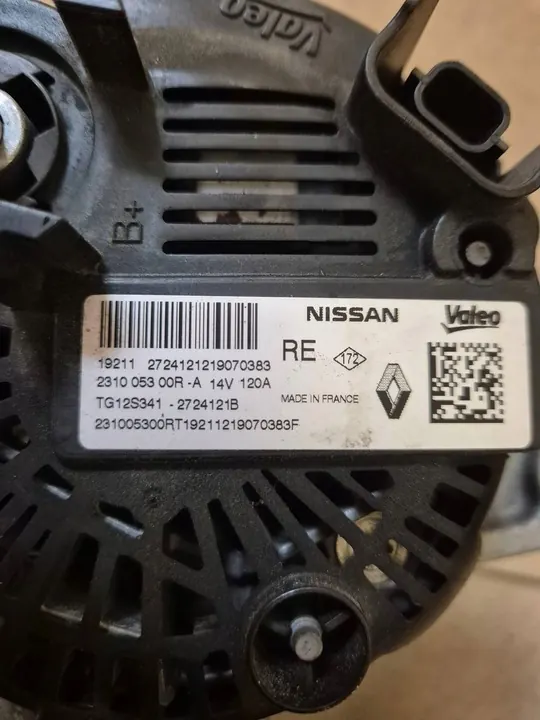 Valeo
B+
NISSAN
Valeo
19211 2724121219070383
2310 053 00R -A 14V 120A
TG12S341 - 2724121B
231005300RT19211219070383F
RE
172
MADE IN FRANCE